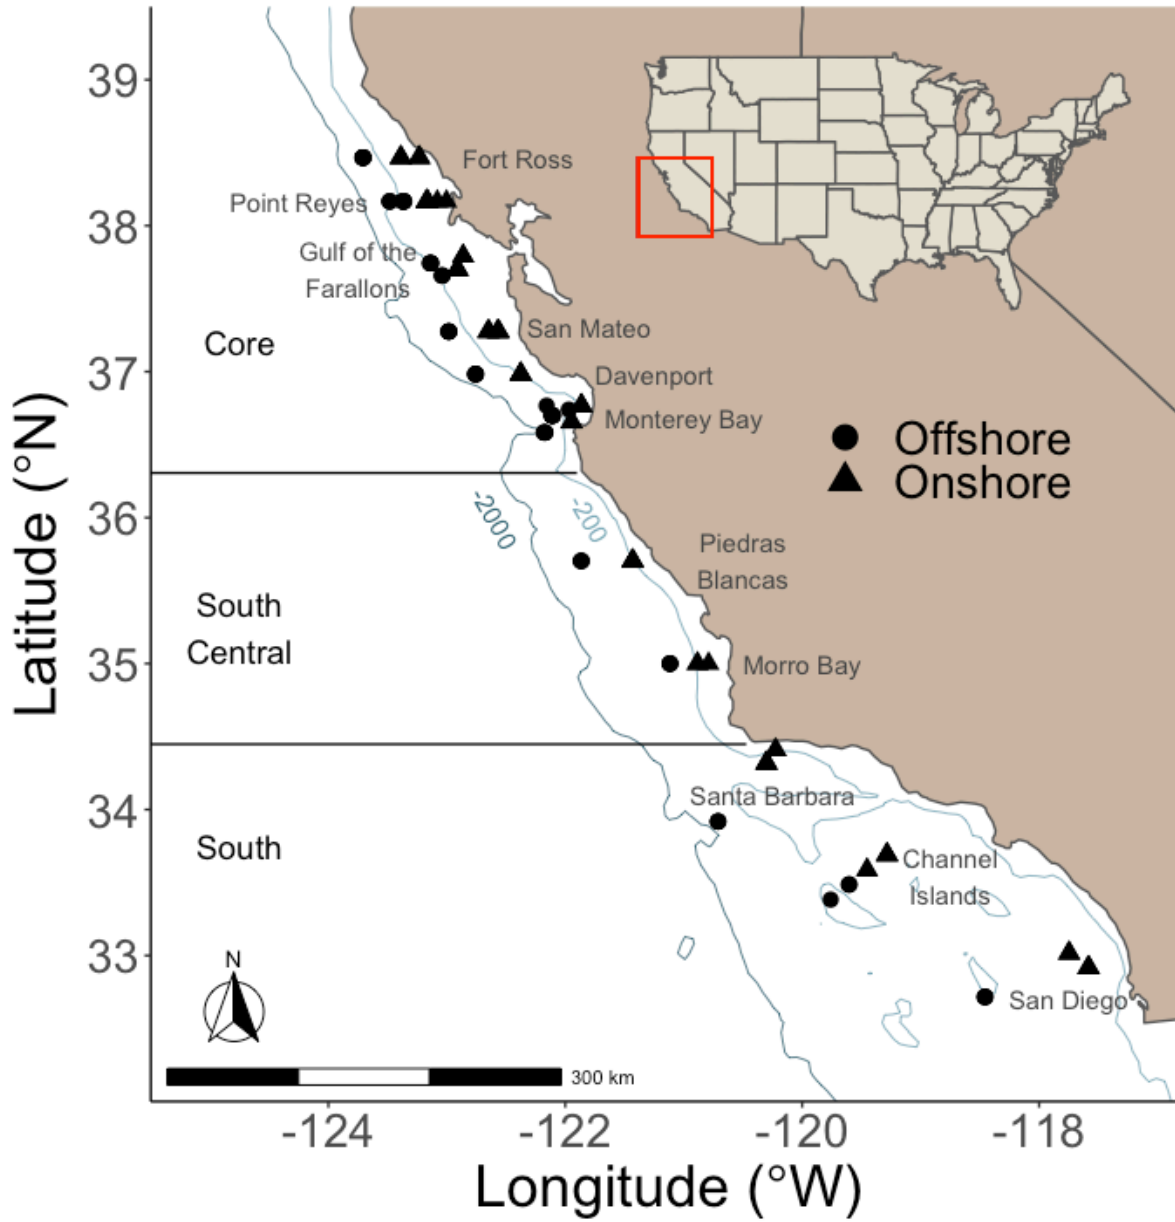 39
38
37
36
35
34
33
Latitude (°N)
Fort Ross
Point Reyes
Gulf of the
Farallons
San Mateo
Core
Davenport
Monterey Bay
Offshore
Onshore
-2000
-200
Piedras
Blancas
South
Central
Morro Bay
Santa Barbara
South
Channel
Islands
San Diego
N
300 km
-124
-122
-120
-118
Longitude (°W)